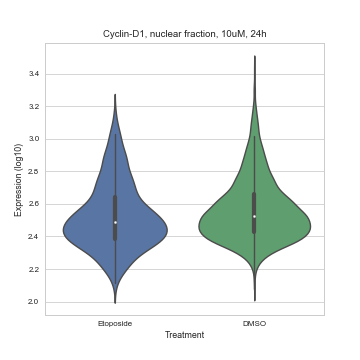 Cyclin-D1, nuclear fraction, 10uM, 24h
3.4
3.2
3.0
2.8
2.6
2.4
2.2
2.0
Expression (log10)
Etoposide
DMSO
Treatment